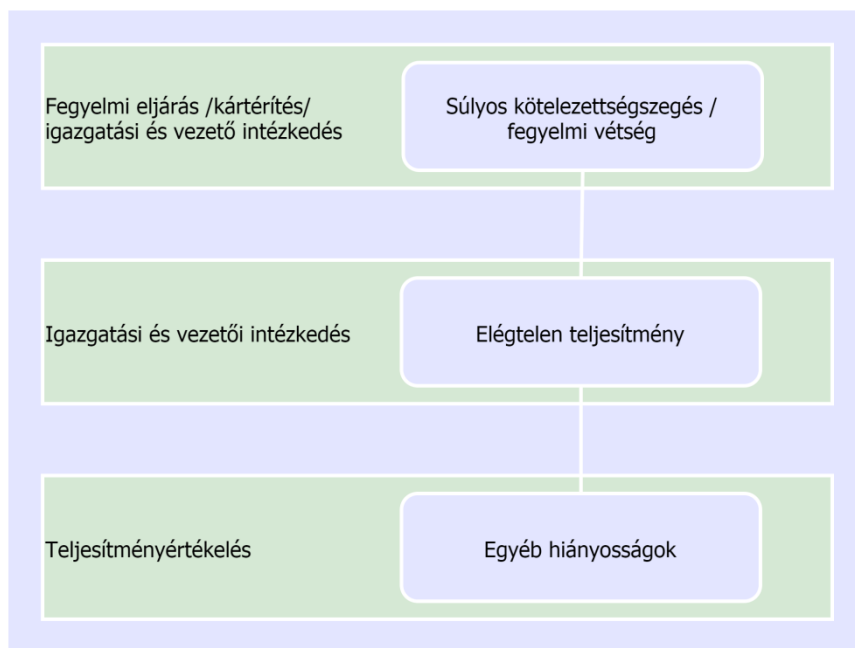 Fegyelmi eljárás /kártérítés/
igazgatási és vezető intézkedés
Súlyos kötelezettségszegés /
fegyelmi vétség
Igazgatási és vezetői intézkedés
Elégtelen teljesítmény
Teljesítményértékelés
Egyéb hiányosságok